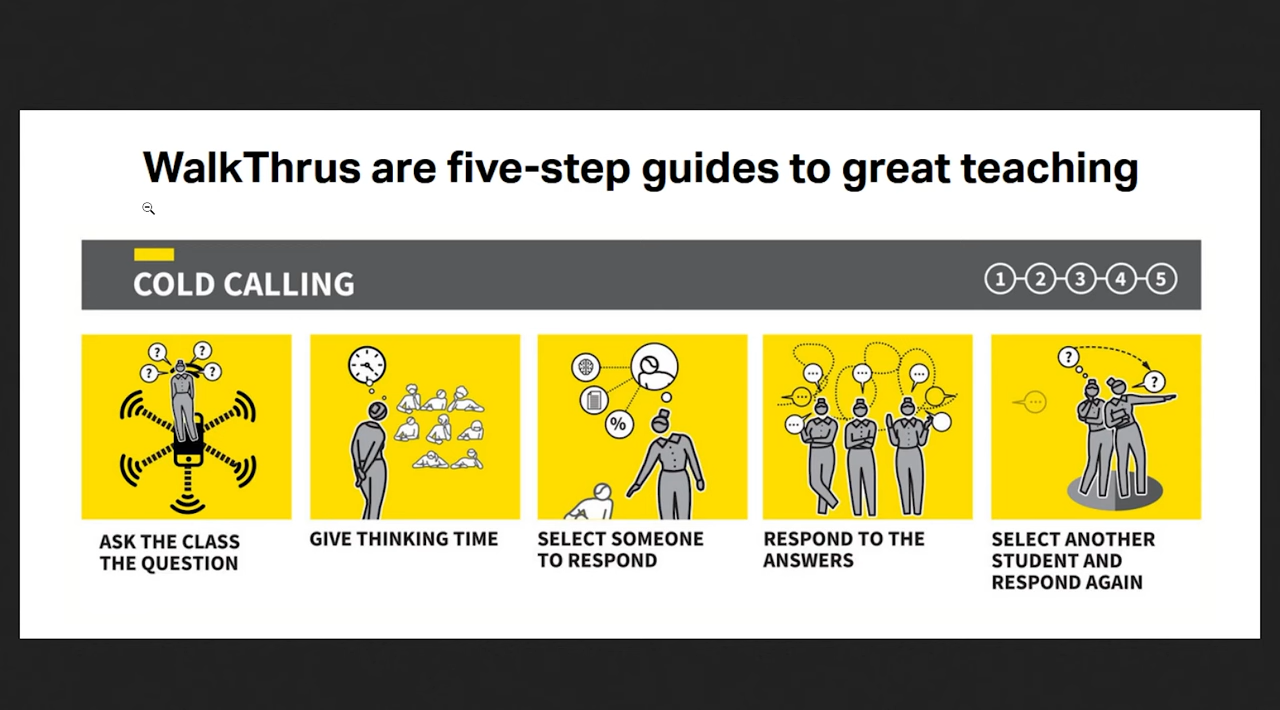 WalkThrus are five-step guides to great teaching
COLD CALLING
1 2 3 4 5
? ? ? ?
%
? ?
ASK THE CLASS
THE QUESTION
GIVE THINKING TIME
SELECT SOMEONE
TO RESPOND
RESPOND TO THE
ANSWERS
SELECT ANOTHER
STUDENT AND
RESPOND AGAIN